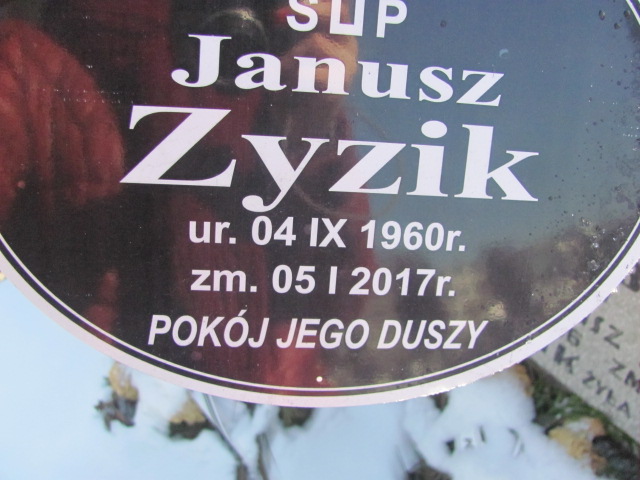 Janusz
Zyzik
ur. 04 IX 1960r.
zm. 05 I 2017r.
POKÓJ JEGO DUSZY